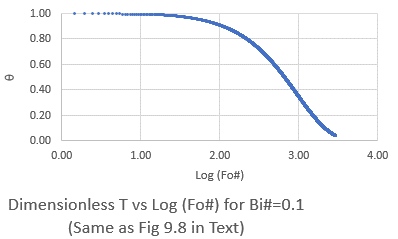 1.00
0.80
0.60
0.40
0.20
0.00
θ
0.00 1.00 2.00 3.00 4.00
Log (Fo#)
Dimensionless T vs Log (Fo#) for Bi#=0.1
(Same as Fig 9.8 in Text)